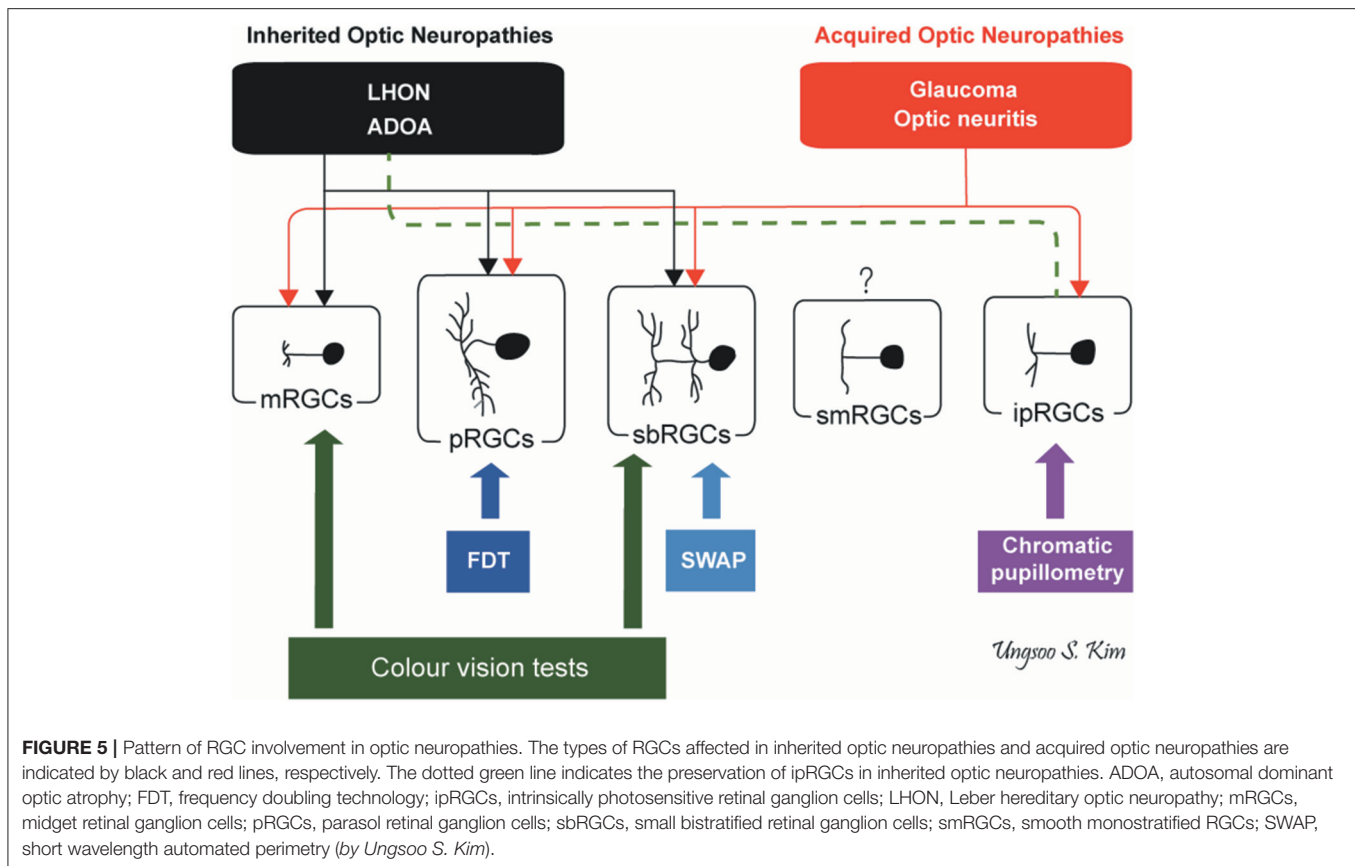 Inherited Optic Neuropathies
Acquired Optic Neuropathies
LHON
ADOA
Glaucoma
Optic neuritis
?
mRGCs
pRGCs
sbRGCs
smRGCs
ipRGCs
FDT
SWAP
Chromatic
pupillometry
Colour vision tests
Ungsoo S. Kim
FIGURE 5 | Pattern of RGC involvement in optic neuropathies. The types of RGCs affected in inherited optic neuropathies and acquired optic neuropathies are
indicated by black and red lines, respectively. The dotted green line indicates the preservation of ipRGCs in inherited optic neuropathies. ADOA, autosomal dominant
optic atrophy; FDT, frequency doubling technology; ipRGCs, intrinsically photosensitive retinal ganglion cells; LHON, Leber hereditary optic neuropathy; mRGCs,
midget retinal ganglion cells; pRGCs, parasol retinal ganglion cells; sbRGCs, small bistratified retinal ganglion cells; smRGCs, smooth monostratified RGCs; SWAP,
short wavelength automated perimetry (by Ungsoo S. Kim).